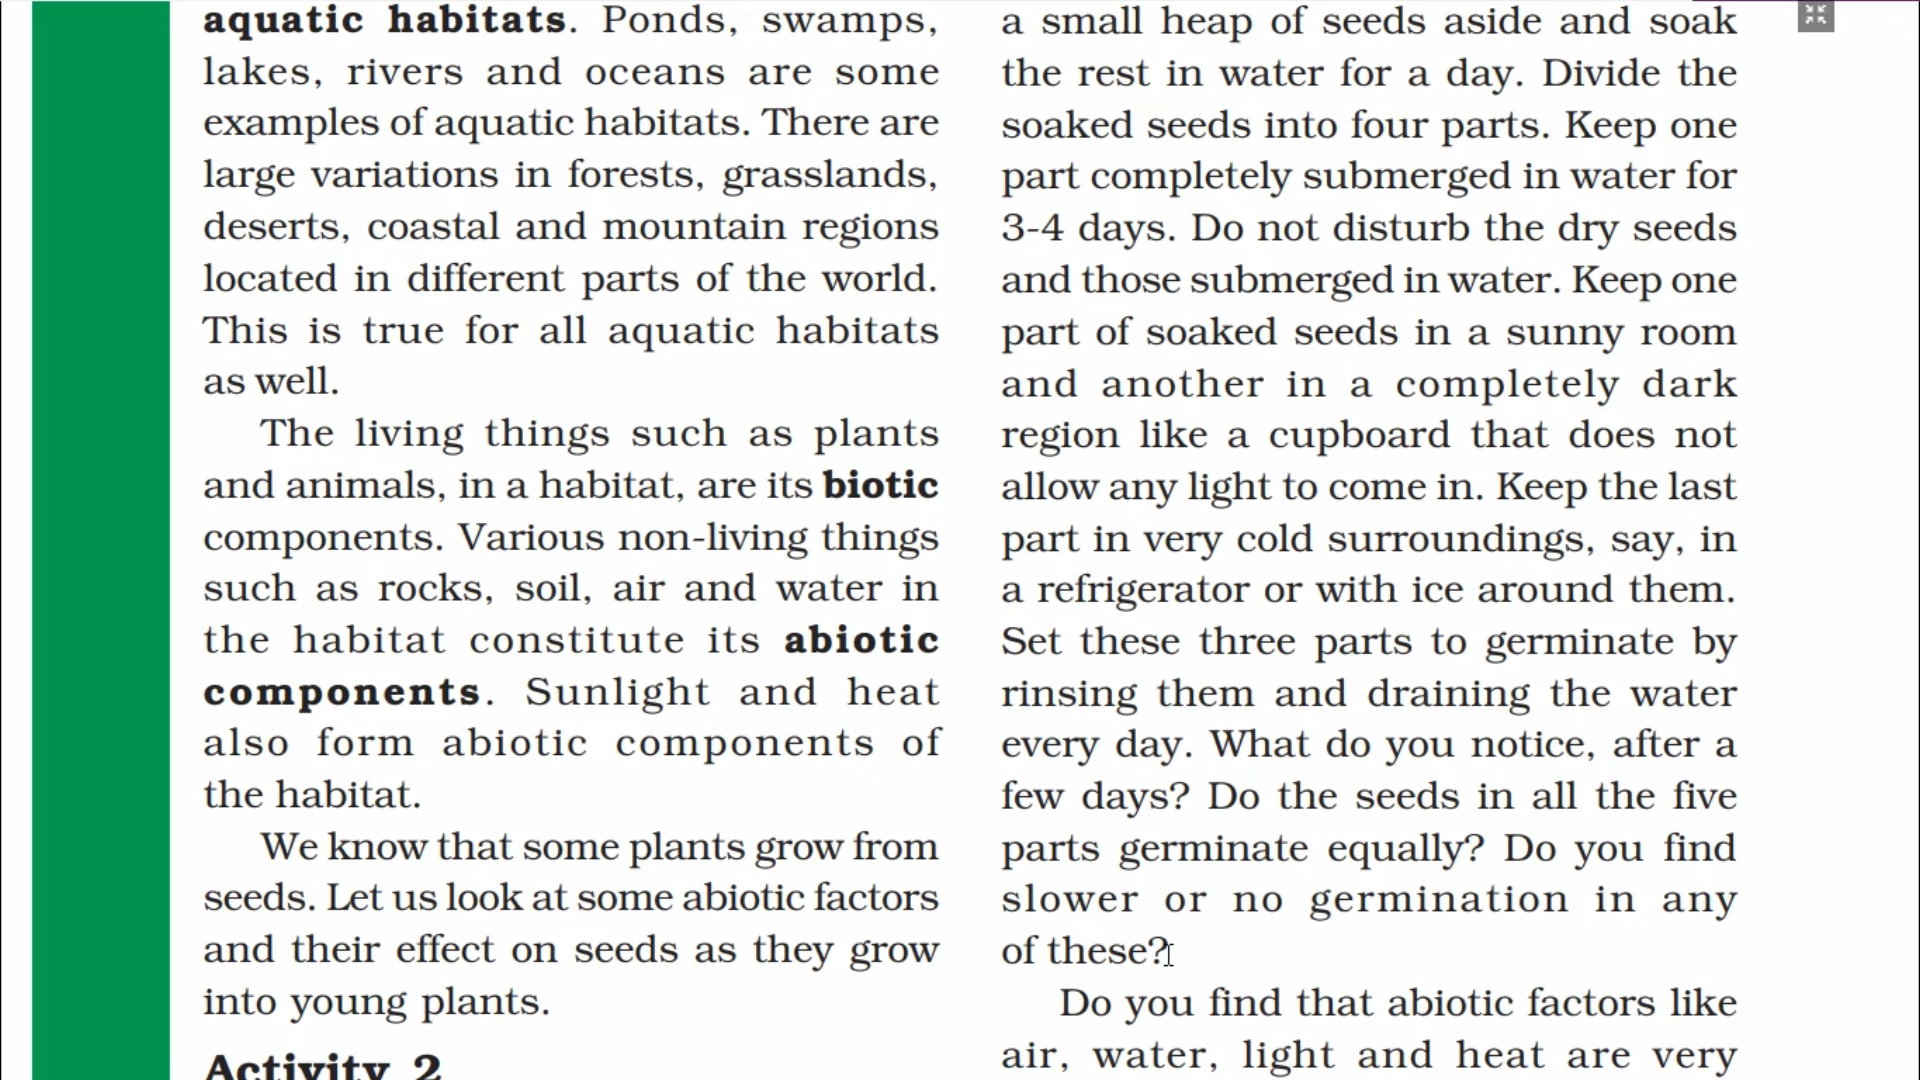 aquatic habitats. Ponds, swamps,
lakes, rivers and oceans are some
examples of aquatic habitats. There are
large variations in forests, grasslands,
deserts, coastal and mountain regions
located in different parts of the world.
This is true for all aquatic habitats
as well.
The living things such as plants
and animals, in a habitat, are its biotic
components. Various non-living things
such as rocks, soil, air and water in
the habitat constitute its abiotic
components. Sunlight and heat
also form abiotic components of
the habitat.
We know that some plants grow from
seeds. Let us look at some abiotic factors
and their effect on seeds as they grow
into young plants.
Activity 2
a small heap of seeds aside and soak
the rest in water for a day. Divide the
soaked seeds into four parts. Keep one
part completely submerged in water for
3-4 days. Do not disturb the dry seeds
and those submerged in water. Keep one
part of soaked seeds in a sunny room
and another in a completely dark
region like a cupboard that does not
allow any light to come in. Keep the last
part in very cold surroundings, say, in
a refrigerator or with ice around them.
Set these three parts to germinate by
rinsing them and draining the water
every day. What do you notice, after a
few days? Do the seeds in all the five
parts germinate equally? Do you find
slower or no germination in any
of these?
Do you find that abiotic factors like
air, water, light and heat are very